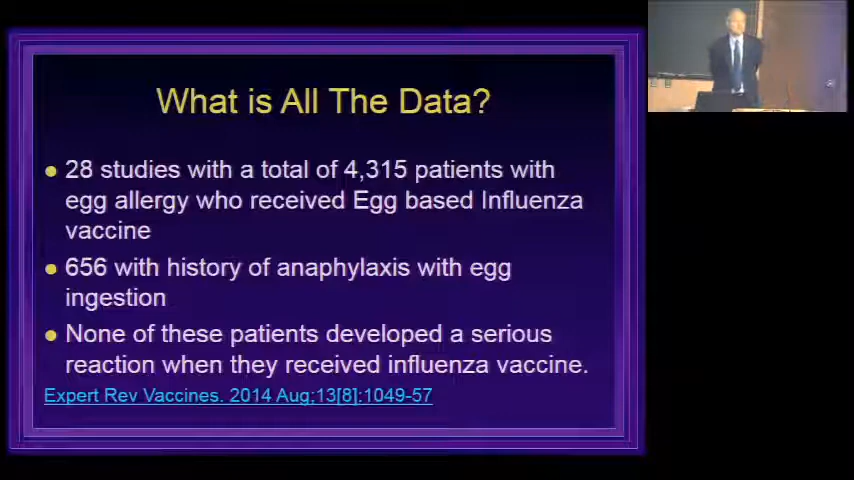 What is All The Data?
28 studies with a total of 4,315 patients with
egg allergy who received Egg based Influenza
vaccine
656 with history of anaphylaxis with egg
ingestion
None of these patients developed a serious
reaction when they received influenza vaccine.
Expert Rev Vaccines. 2014 Aug;13[8]:1049-57